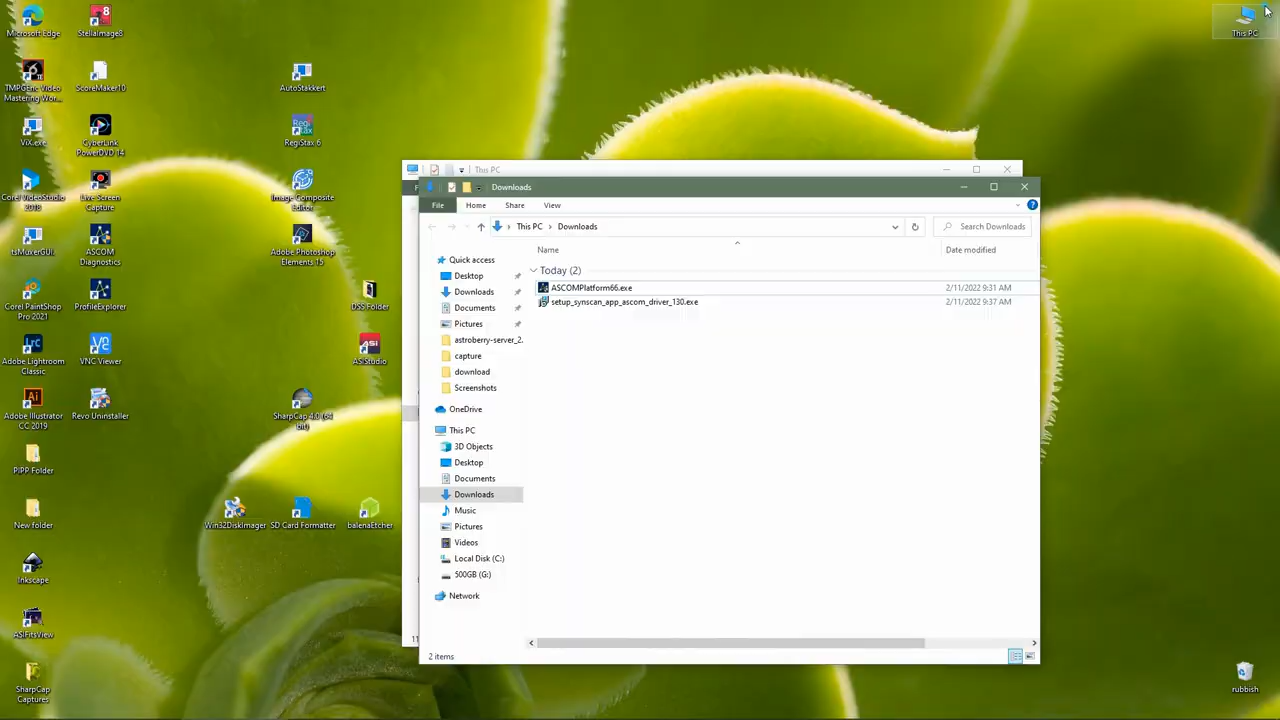 Microsoft Edge
StellaImage8
This PC
TMPGEnc Video
Mastering Wor...
ScoreMaker10
AutoStakkert
ViX.exe
CyberLink
PowerDVD 14
RegiStax 6
Corel VideoStudio
2018
Live Screen
Capture
Image Composite
Editor
tsMuxerGUI.
ASCOM
Diagnostics
Adobe Photoshop
Elements 15
Corel PaintShop
Pro 2021
ProfileExplorer
DSS Folder
Adobe Lightroom
Classic
VNC Viewer
ASIStudio
Adobe Illustrator
CC 2019
Revo Uninstaller
SharpCap 4.0 (64
bit)
PIPP Folder
New folder
Win32DiskImager
SD Card Formatter
balenaEtcher
Inkscape
ASIFitsView
SharpCap
Captures
rubbish
This PC
Downloads
File
Home
Share
View
This PC
Downloads
Search Downloads
Name
Date modified
Quick access
Desktop
Downloads
Documents
Pictures
astroberry-server_2.
capture
download
Screenshots
OneDrive
This PC
3D Objects
Desktop
Documents
Downloads
Music
Pictures
Videos
Local Disk (C:)
500GB (G:)
Network
Today (2)
ASCOMPlatform66.exe 2/11/2022 9:31 AM
setup_synscan_app_ascom_driver_130.exe 2/11/2022 9:37 AM
2 items